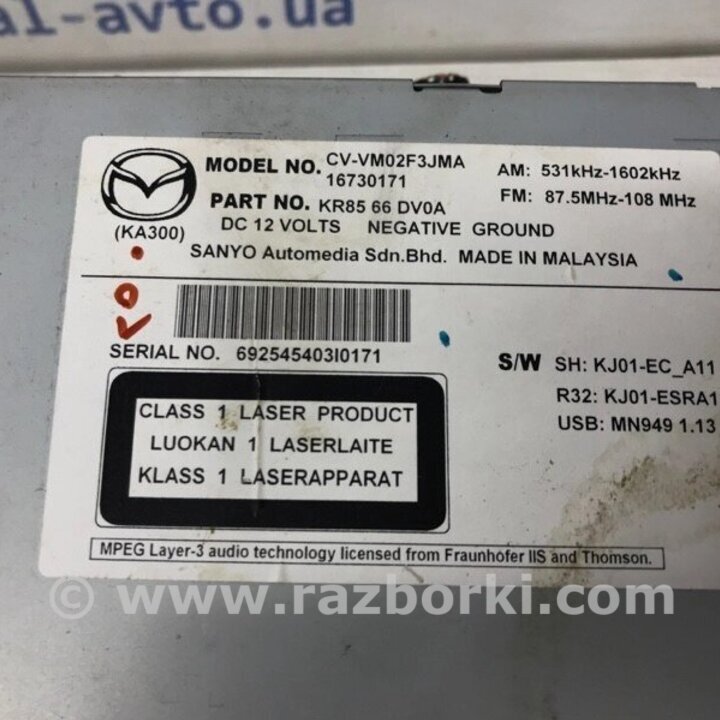 al-avto.ua
MODEL NO. CV-VM02F3JMA
16730171
PART NO. KR85 66 DV0A
(KA300)
DC 12 VOLTS NEGATIVE GROUND
SANYO Automedia Sdn.Bhd. MADE IN MALAYSIA
AM: 531kHz-1602kHz
FM: 87.5MHz-108 MHz
SERIAL NO. 692545403I0171
S/W SH: KJ01-EC_A11
R32: KJ01-ESRA1
USB: MN949 1.13
CLASS 1 LASER PRODUCT
LUOKAN 1 LASERLAITE
KLASS 1 LASERAPPARAT
MPEG Layer-3 audio technology licensed from Fraunhofer IIS and Thomson.
© www.razborki.com